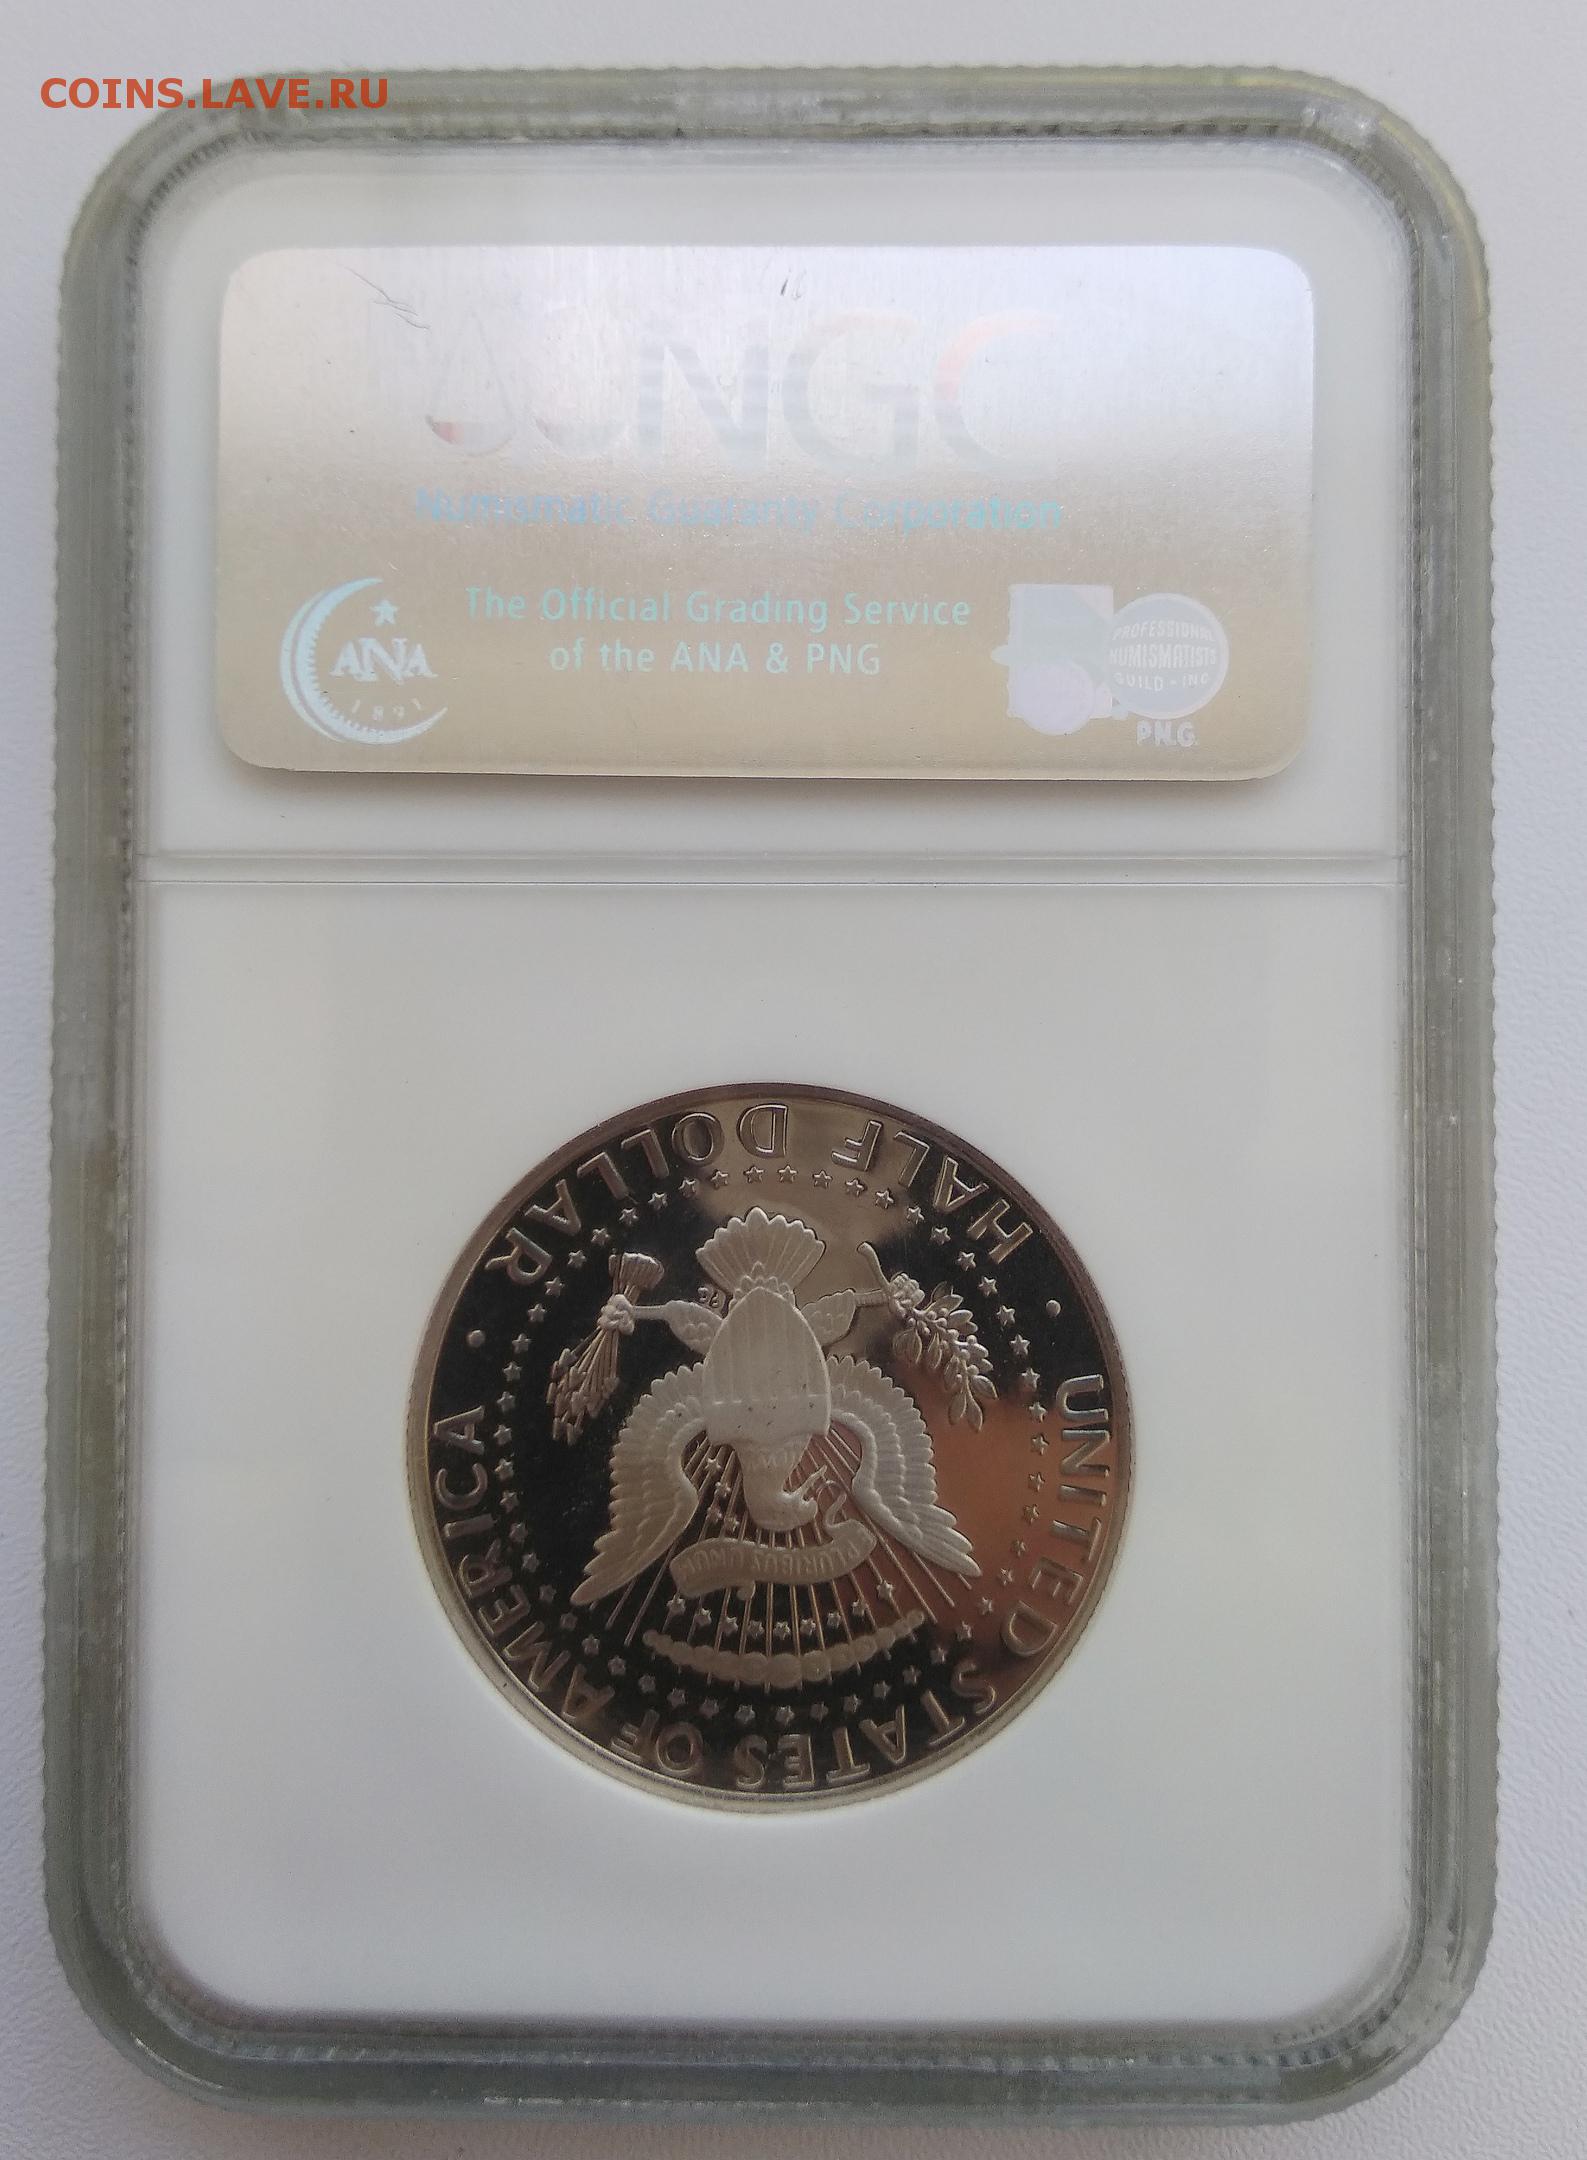 COINS.LAVE.RU
NGC
Numismatic Guaranty Corporation
The Official Grading Service
of the ANA & PNG
ANA
1891
PROFESSIONAL
NUMISMATISTS
GUILD - INC
P.N.G.
HALF DOLLAR
UNITED STATES OF AMERICA
PLURIBUS UNUM
FG